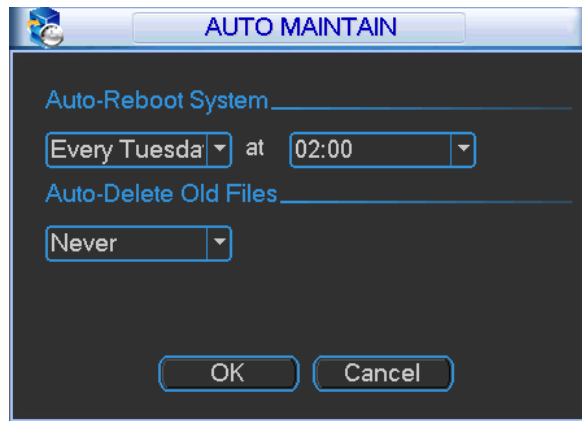 AUTO MAINTAIN
Auto-Reboot System
Every Tuesda at 02:00
Auto-Delete Old Files
Never
OK Cancel